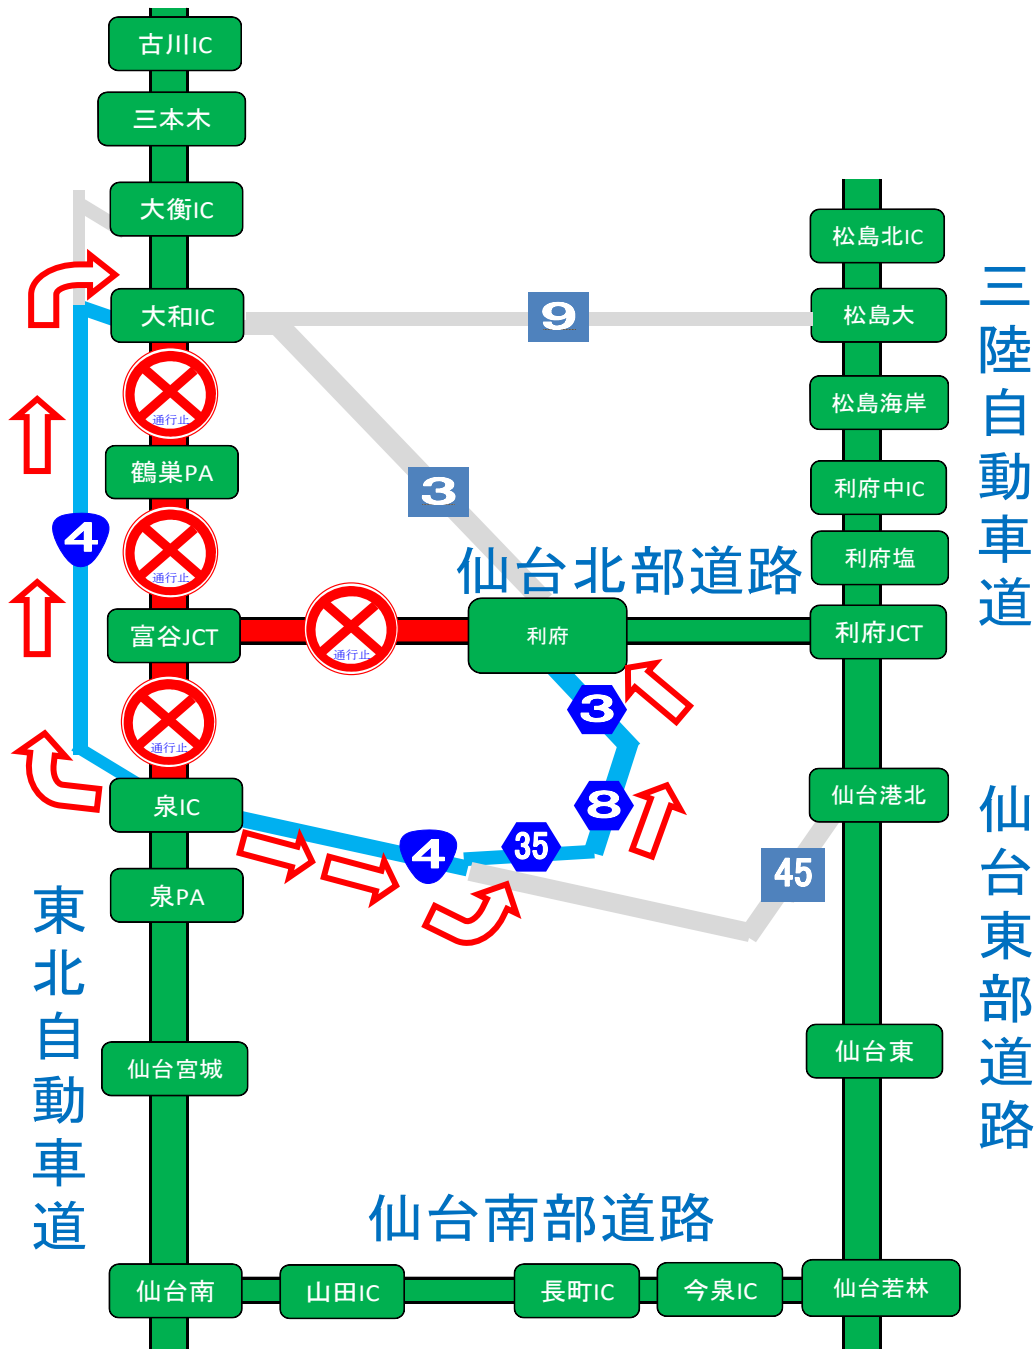 古川IC
三本木
大衡IC
松島北IC
大和IC
9
松島大
三陸自動車道
通行止
松島海岸
鶴巣PA
3
利府中IC
4
通行止
仙台北部道路
利府塩
富谷JCT
通行止
利府
利府JCT
3
通行止
泉IC
8
仙台港北
仙台東部道路
4
35
45
泉PA
東北自動車道
仙台宮城
仙台東
仙台南部道路
仙台南
山田IC
長町IC
今泉IC
仙台若林